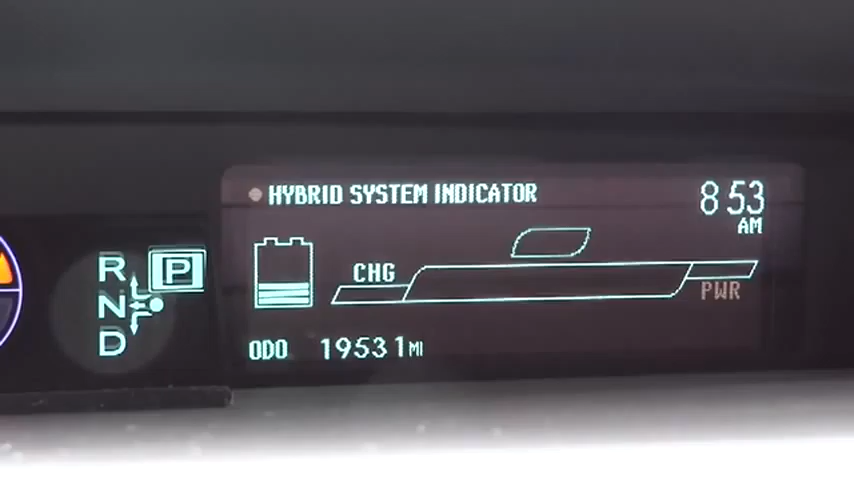 HYBRID SYSTEM INDICATOR
8:53
AM
R
P
N
D
CHG
PWR
ODO 19531MI